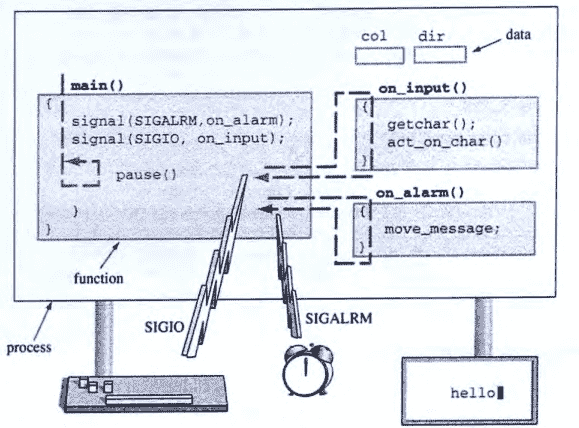 col dir
data
main()
{
signal(SIGALRM,on_alarm);
signal(SIGIO, on_input);
pause()
}
}
function
on_input()
{
getchar();
act_on_char()
}
on_alarm()
{
move_message;
}
process
SIGIO
SIGALRM
hello